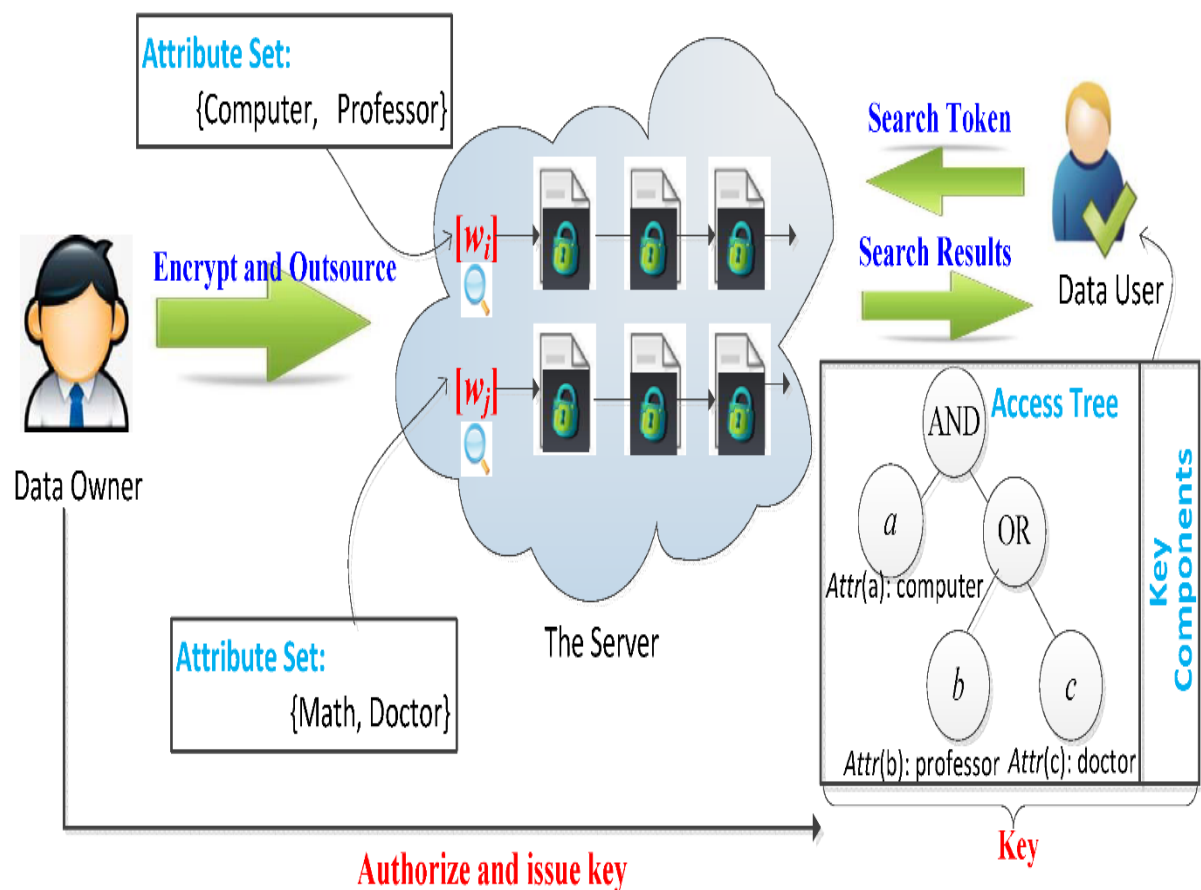 Attribute Set:
{Computer, Professor}
Search Token
[wi]
Encrypt and Outsource
Search Results
Data User
[wj]
Data Owner
AND
Access Tree
a
OR
Attr(a): computer
Key
Components
The Server
Attribute Set:
{Math, Doctor}
b
c
Attr(b): professor
Attr(c): doctor
Key
Authorize and issue key